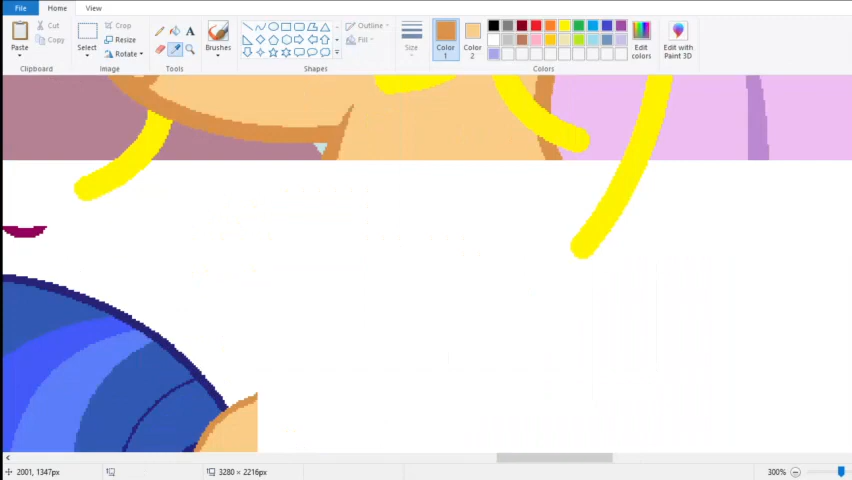 File Home View
Paste
Cut
Copy
Clipboard
Select
Crop
Resize
Rotate
Image
A
Tools
Brushes
Outline
Fill
Shapes
Size
Color
1
Color
2
Edit
colors
Colors
Edit with
Paint 3D
2001, 1347px
3280 × 2216px
300%